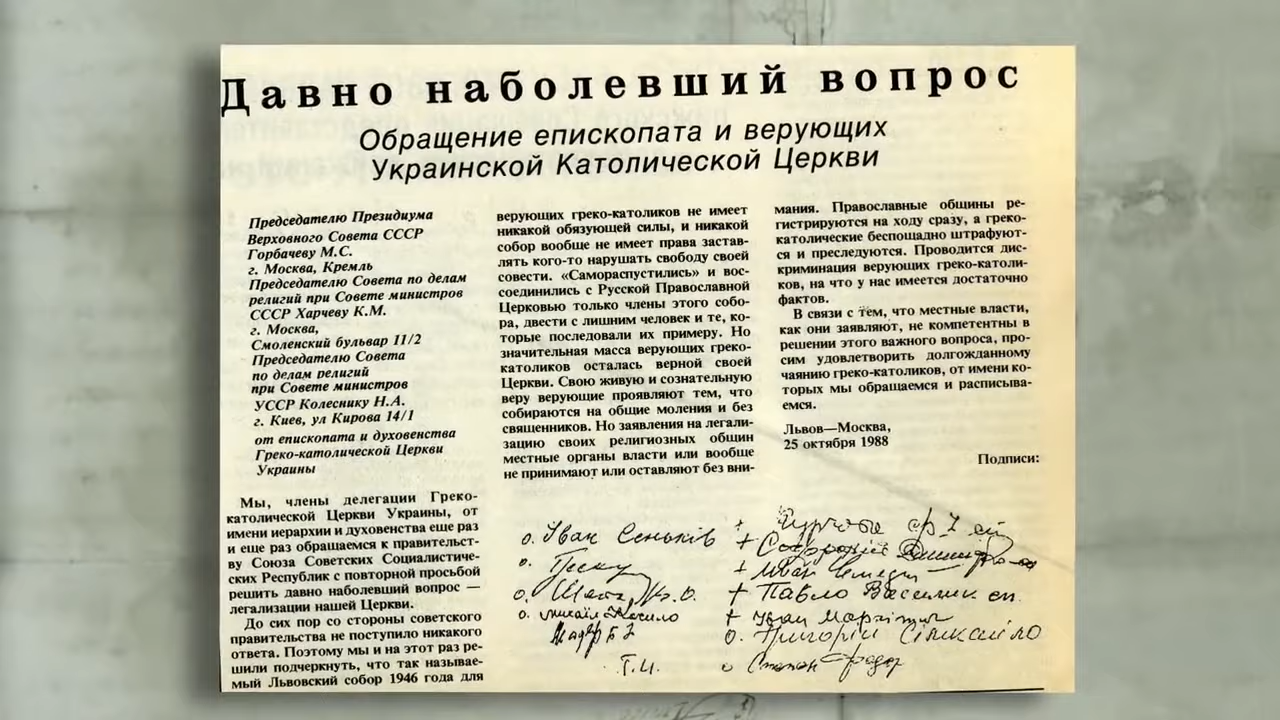 Давно наболевший вопрос
Обращение епископата и верующих
Украинской Католической Церкви
Председателю Президиума
Верховного Совета СССР
Горбачеву М.С.
г. Москва, Кремль
Председателю Совета по делам
религий при Совете министров
СССР Харчеву К.М.
г. Москва,
Смоленский бульвар 11/2
Председателю Совета
по делам религий
при Совете министров
УССР Колеснику Н.А.
г. Киев, ул Кирова 14/1
от епископата и духовенства
Греко-католической Церкви
Украины
Мы, члены делегации Греко-
католической Церкви Украины, от
имени иерархии и духовенства еще раз
и еще раз обращаемся к правительст-
ву Союза Советских Социалистиче-
ских Республик с повторной просьбой
решить давно наболевший вопрос —
легализации нашей Церкви.
До сих пор со стороны советского
правительства не поступило никакого
ответа. Поэтому мы и на этот раз ре-
шили подчеркнуть, что так называе-
мый Львовский собор 1946 года для
верующих греко-католиков не имеет
никакой обязующей силы, и никакой
собор вообще не имеет права застав-
лять кого-то нарушать свободу своей
совести. «Самораспустились» и вос-
соединились с Русской Православной
Церковью только члены этого собо-
ра, двести с лишним человек и те, ко-
торые последовали их примеру. Но
значительная масса верующих греко-
католиков осталась верной своей
Церкви. Свою живую и сознательную
веру верующие проявляют тем, что
собираются на общие моления и без
священников. Но заявления на легали-
зацию своих религиозных общин
местные органы власти или вообще
не принимают или оставляют без вни-
мания. Православные общины ре-
гистрируются на ходу сразу, а греко-
католические беспощадно штрафуют-
ся и преследуются. Проводится дис-
криминация верующих греко-католи-
ков, на что у нас имеется достаточно
фактов.
В связи с тем, что местные власти,
как они заявляют, не компетентны в
решении этого важного вопроса, про-
сим удовлетворить долгожданному
чаянию греко-католиков, от имени ко-
торых мы обращаемся и расписыва-
емся.
Львов—Москва,
25 октября 1988
Подписи:
о. Іван Сеньків
о.
о.
о. Михаїл
Т.И.
+
+ Софроній
+ Іван
+ Павло Василик еп.
+ Іван Маргітич
о. Григорій Сімкайло
о Степан